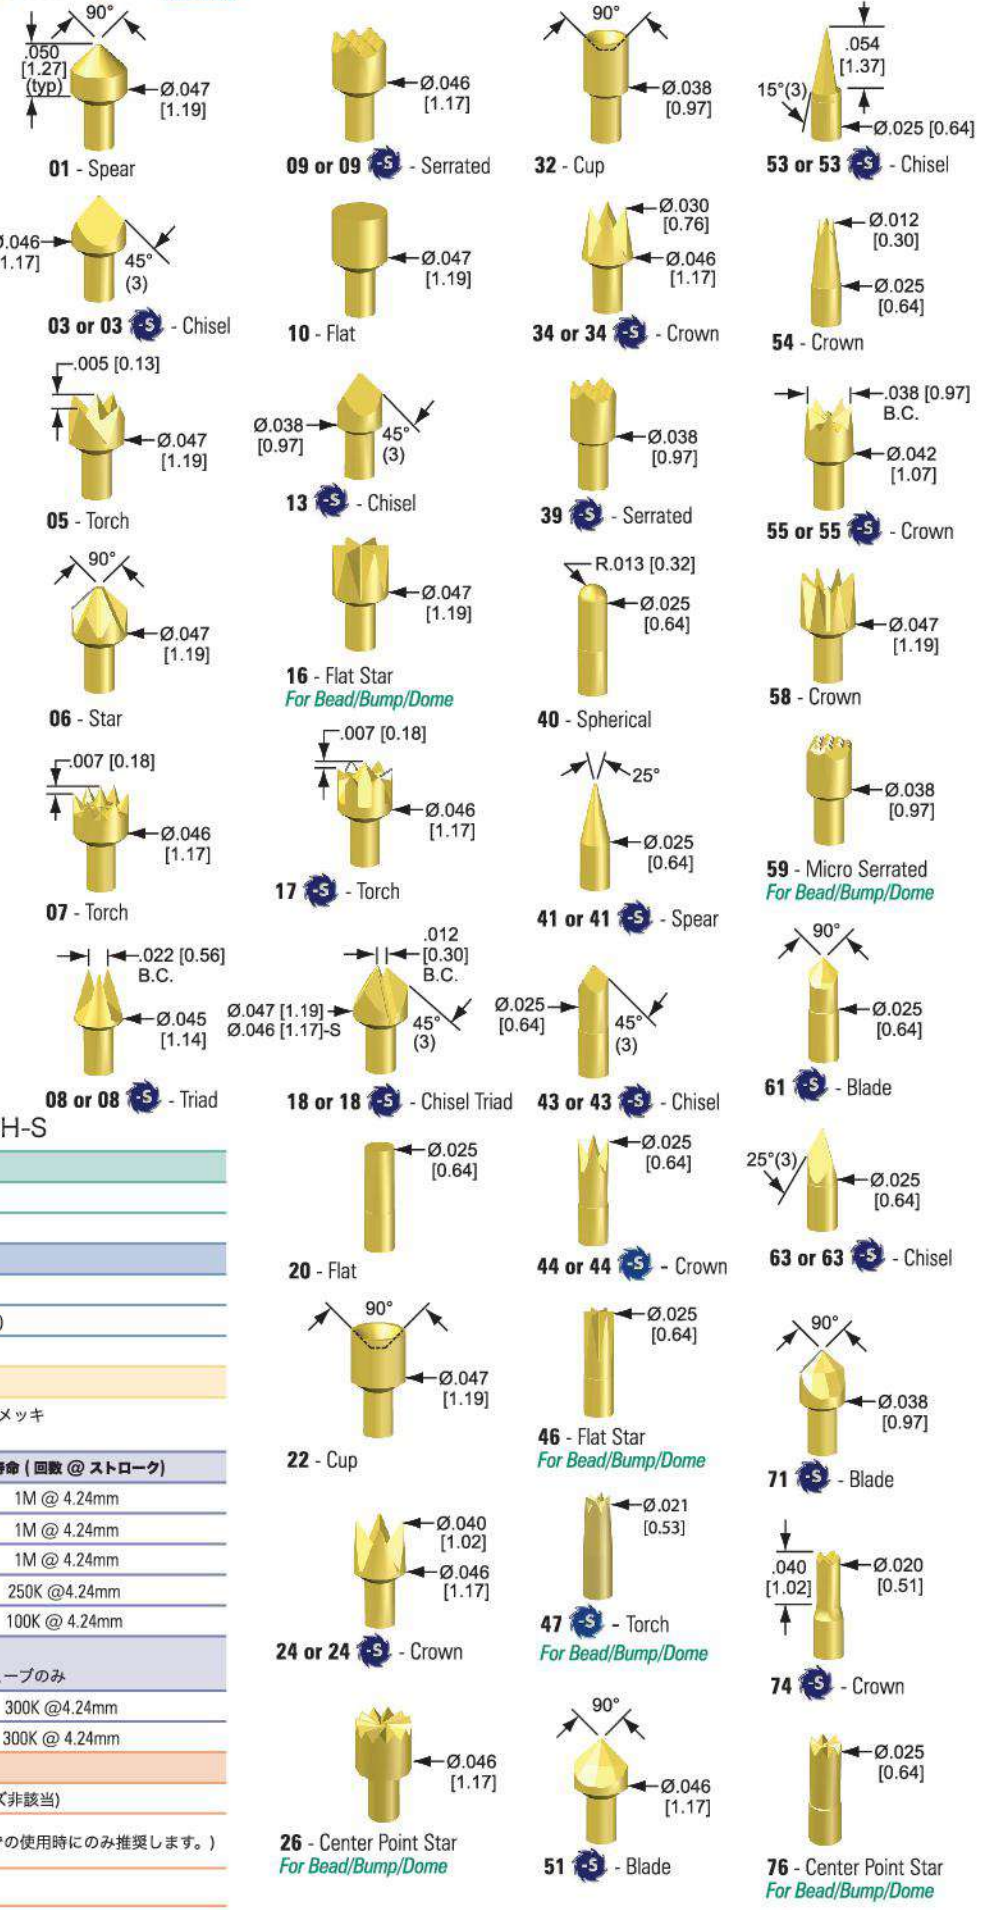 90°
.050
[1.27]
(typ)
Ø.047
[1.19]
01 - Spear
Ø.046
1.17]
45°
(3)
03 or 03 -S - Chisel
.005 [0.13]
Ø.047
[1.19]
05 - Torch
90°
Ø.047
[1.19]
06 - Star
.007 [0.18]
Ø.046
[1.17]
07 - Torch
.022 [0.56]
B.C.
Ø.045
[1.14]
08 or 08 -S - Triad
H-S
)
メッキ
命 ( 回数 @ ストローク)
1M @ 4.24mm
1M @ 4.24mm
1M @ 4.24mm
250K @4.24mm
100K @ 4.24mm
ーブのみ
300K @4.24mm
300K @ 4.24mm
ズ非該当)
の使用時にのみ推奨します。)
Ø.046
[1.17]
09 or 09 -S - Serrated
Ø.047
[1.19]
10 - Flat
Ø.038
[0.97]
45°
(3)
13 -S - Chisel
Ø.047
[1.19]
16 - Flat Star
For Bead/Bump/Dome
.007 [0.18]
Ø.046
[1.17]
17 -S - Torch
.012
[0.30]
B.C.
Ø.047 [1.19]
Ø.046 [1.17]-S
45°
(3)
18 or 18 -S - Chisel Triad
Ø.025
[0.64]
20 - Flat
90°
Ø.047
[1.19]
22 - Cup
Ø.040
[1.02]
Ø.046
[1.17]
24 or 24 -S - Crown
Ø.046
[1.17]
26 - Center Point Star
For Bead/Bump/Dome
90°
Ø.038
[0.97]
32 - Cup
Ø.030
[0.76]
Ø.046
[1.17]
34 or 34 -S - Crown
Ø.038
[0.97]
39 -S - Serrated
R.013 [0.32]
Ø.025
[0.64]
40 - Spherical
25°
Ø.025
[0.64]
41 or 41 -S - Spear
Ø.025
[0.64]
45°
(3)
43 or 43 -S - Chisel
Ø.025
[0.64]
44 or 44 -S - Crown
Ø.025
[0.64]
46 - Flat Star
For Bead/Bump/Dome
Ø.021
[0.53]
47 -S - Torch
For Bead/Bump/Dome
90°
Ø.046
[1.17]
51 -S - Blade
.054
[1.37]
15°(3)
Ø.025 [0.64]
53 or 53 -S - Chisel
Ø.012
[0.30]
Ø.025
[0.64]
54 - Crown
.038 [0.97]
B.C.
Ø.042
[1.07]
55 or 55 -S - Crown
Ø.047
[1.19]
58 - Crown
Ø.038
[0.97]
59 - Micro Serrated
For Bead/Bump/Dome
90°
Ø.025
[0.64]
61 -S - Blade
25°(3)
Ø.025
[0.64]
63 or 63 -S - Chisel
90°
Ø.038
[0.97]
71 -S - Blade
.040
[1.02]
Ø.020
[0.51]
74 -S - Crown
Ø.025
[0.64]
76 - Center Point Star
For Bead/Bump/Dome